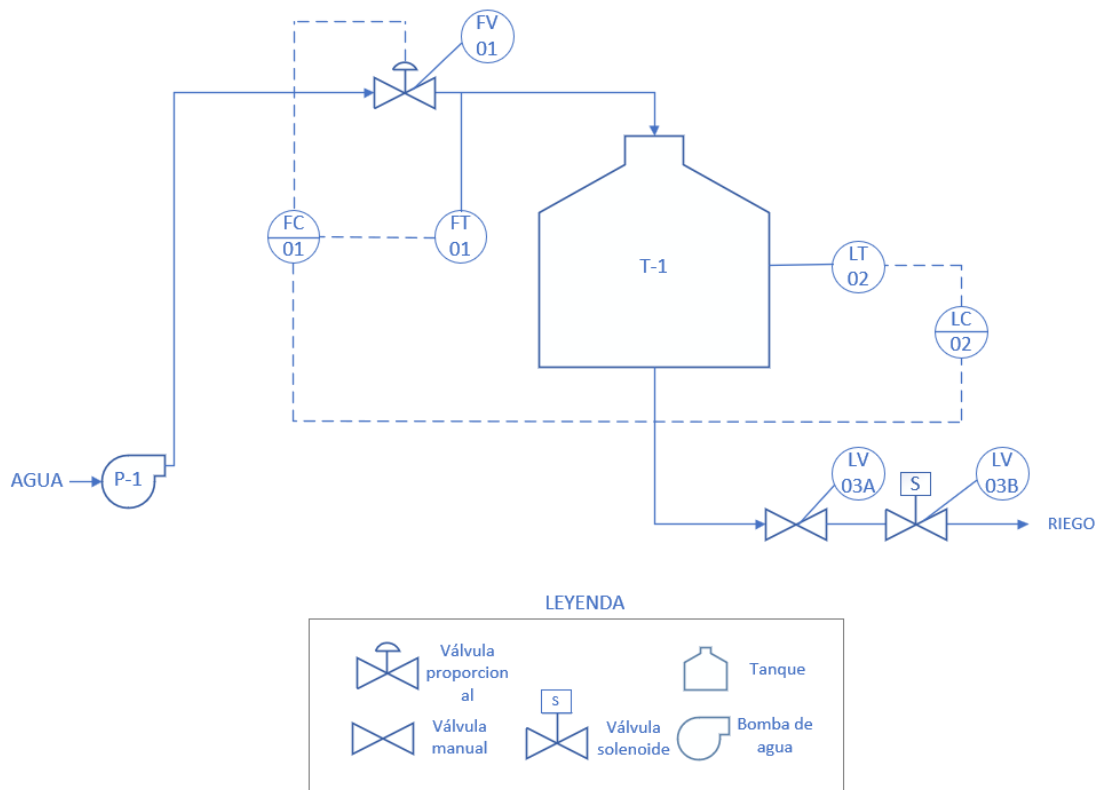 FV
01
FC
01
FT
01
T-1
LT
02
LC
02
AGUA
P-1
LV
03A
S
LV
03B
RIEGO
LEYENDA
Válvula
proporcion
al
Tanque
Válvula
manual
S
Válvula
solenoide
Bomba de
agua